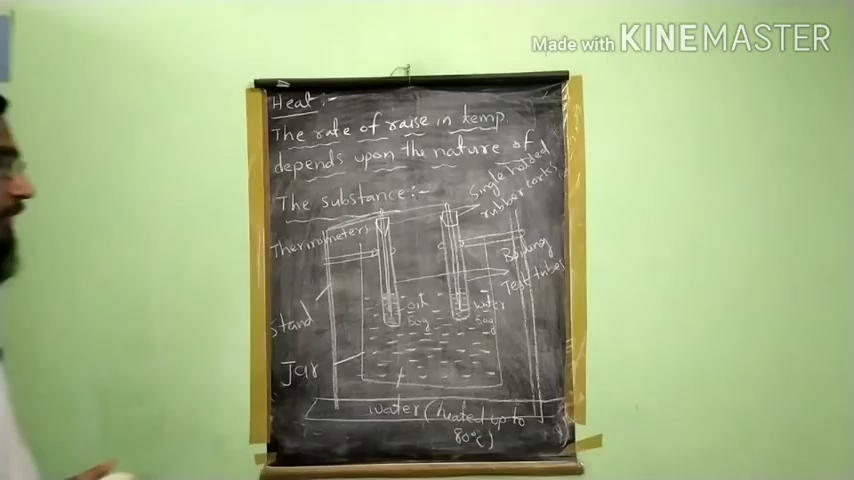 Made with KINEMASTER
Heat :-
The rate of raise in temp.
depends upon the nature of
The substance :-
Single holded
rubber corks
Thermometers
Boiling
Test tubes
oil water
50g 50g
Stand
Jar
water (heated up to
80°C)